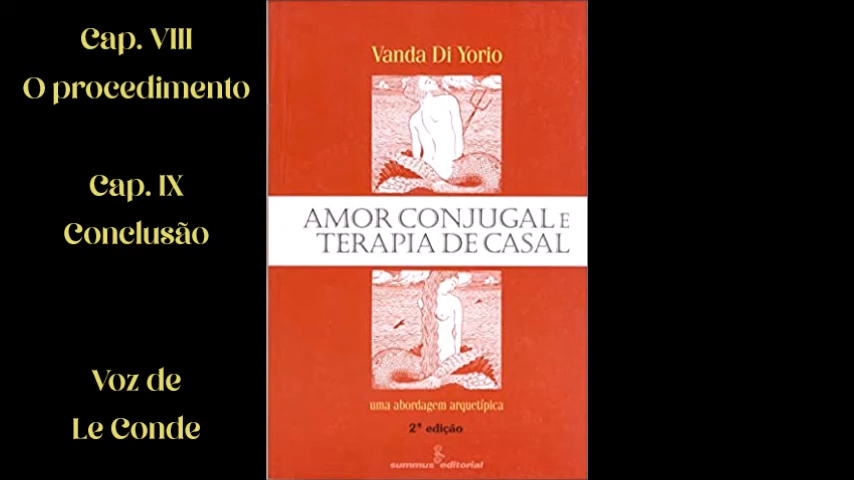 Cap. VIII
O procedimento
Cap. IX
Conclusão
Voz de
Le Conde
Vanda Di Yorio
AMOR CONJUGAL E
TERAPIA DE CASAL
uma abordagem arquetípica
2ª edição
summus editorial